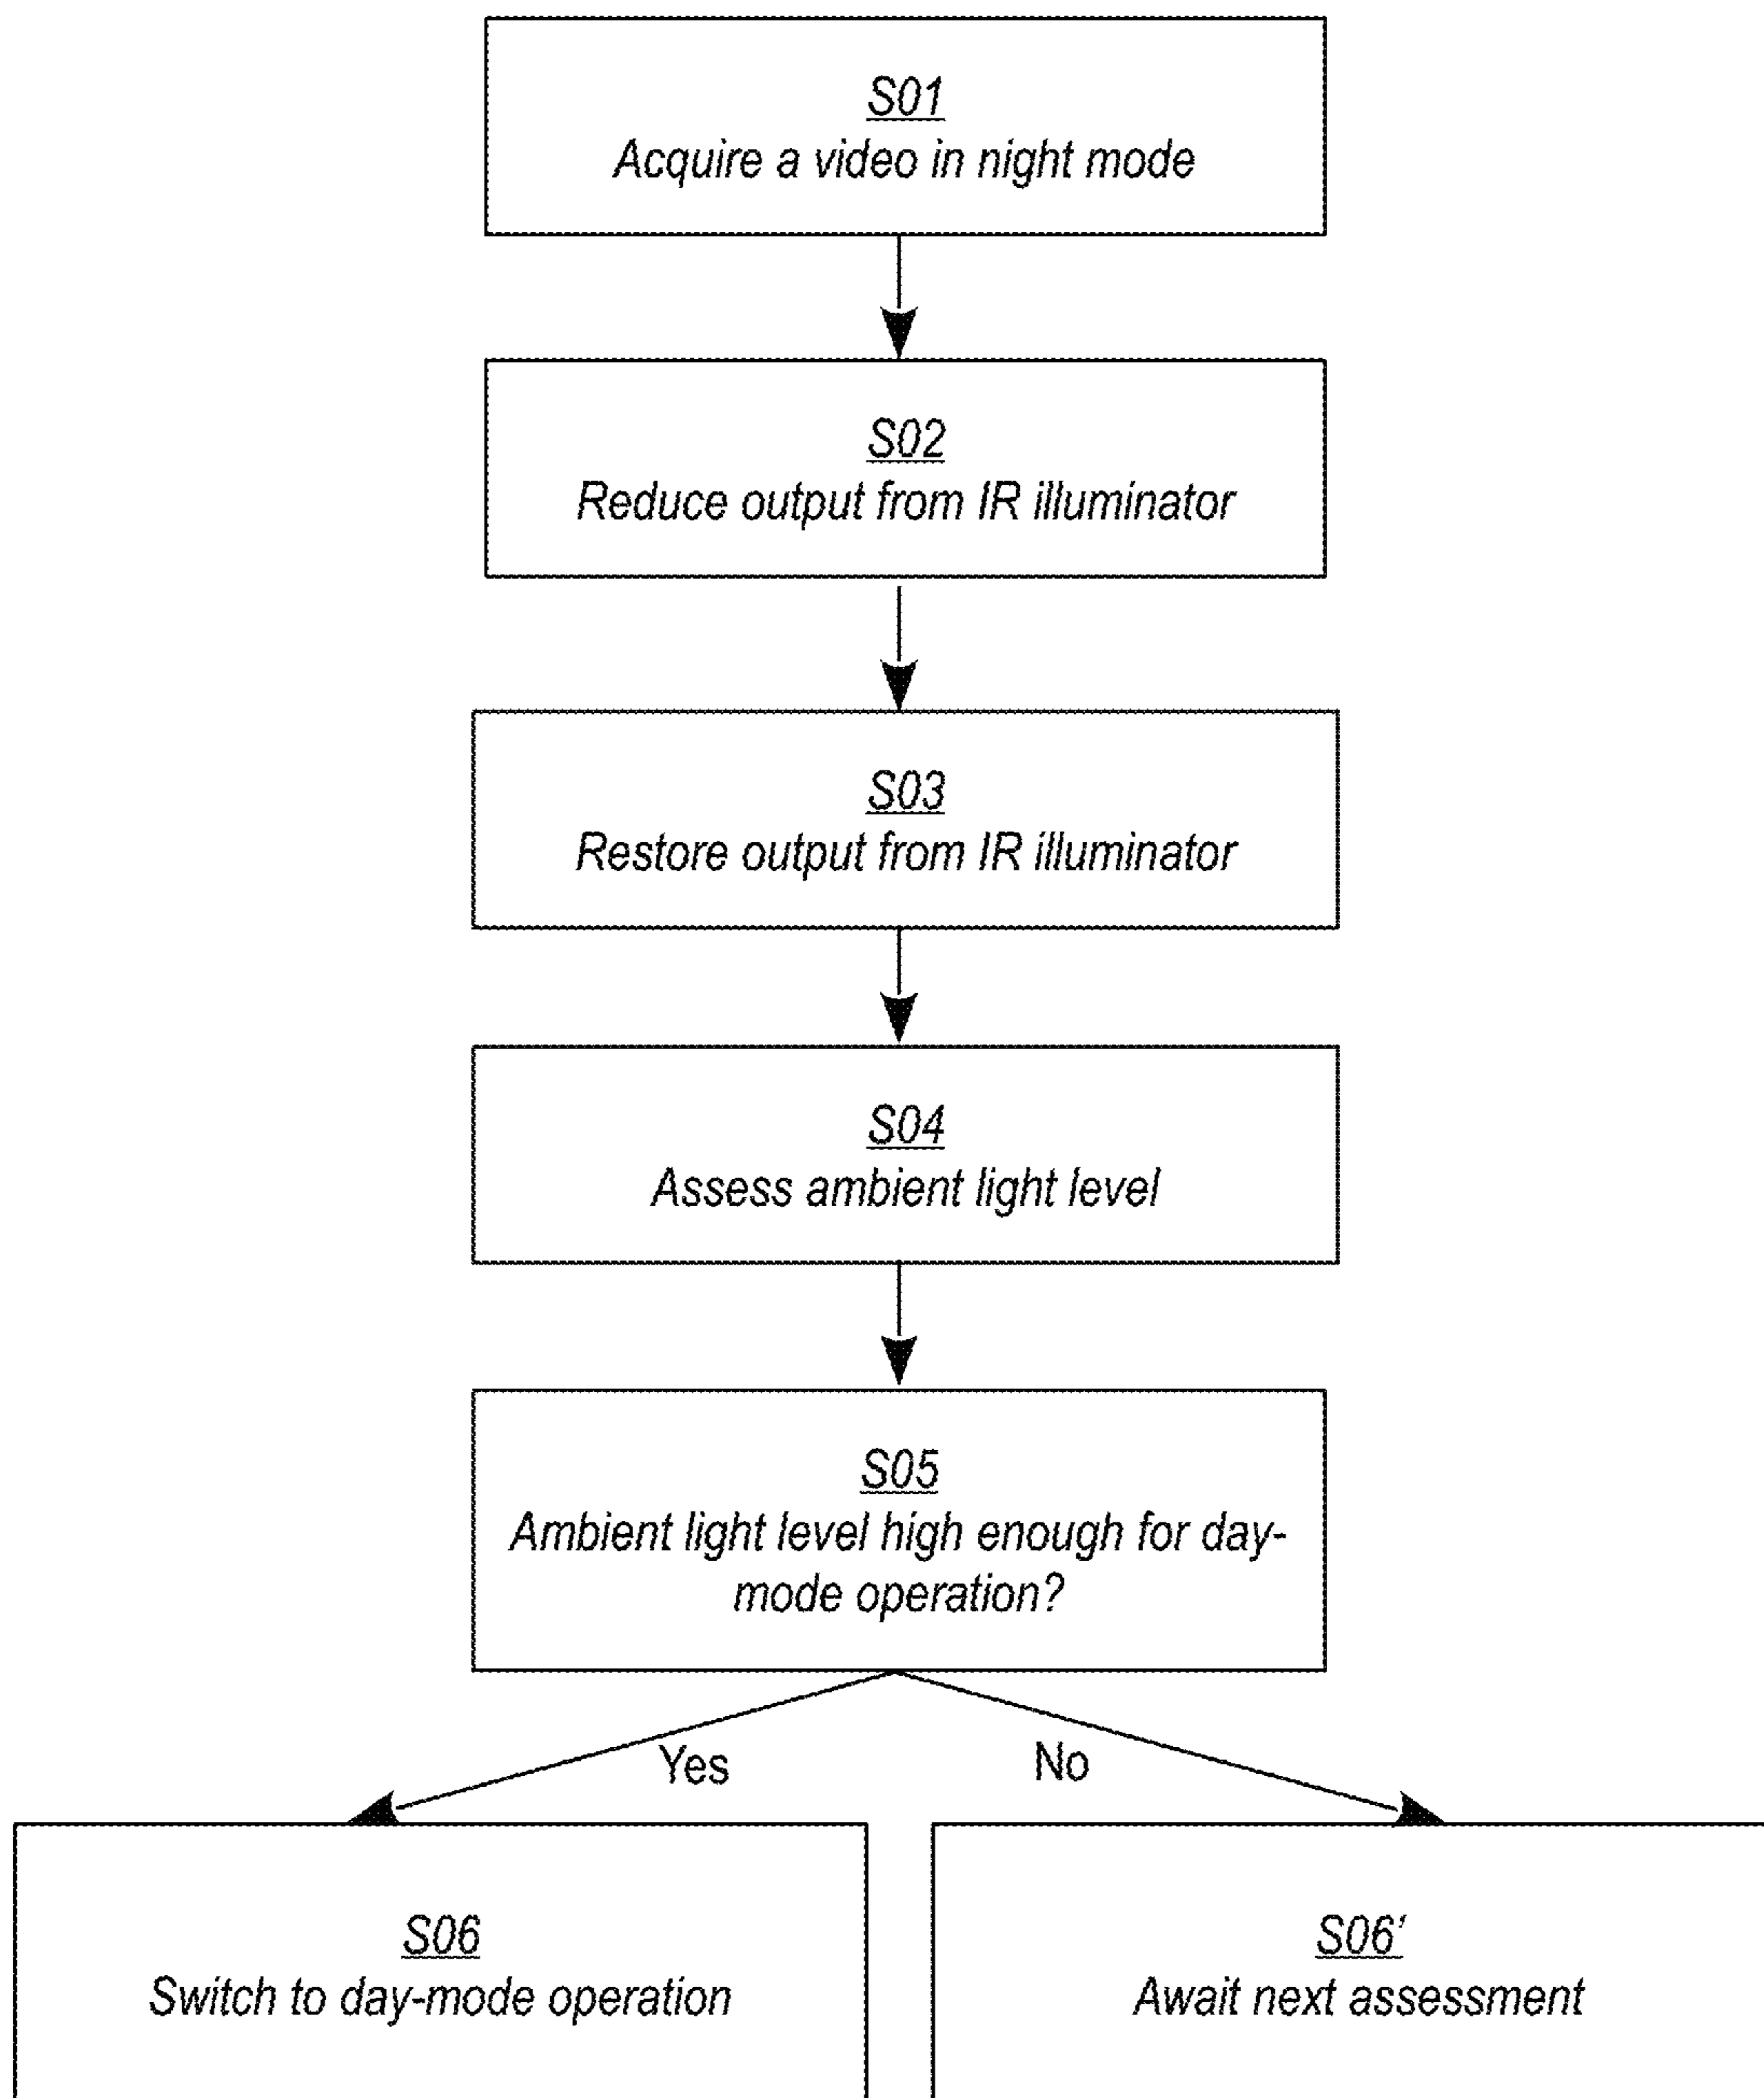 S01
Acquire a video in night mode
S02
Reduce output from IR illuminator
S03
Restore output from IR illuminator
S04
Assess ambient light level
S05
Ambient light level high enough for day-
mode operation?
Yes
No
S06
Switch to day-mode operation
S06'
Await next assessment